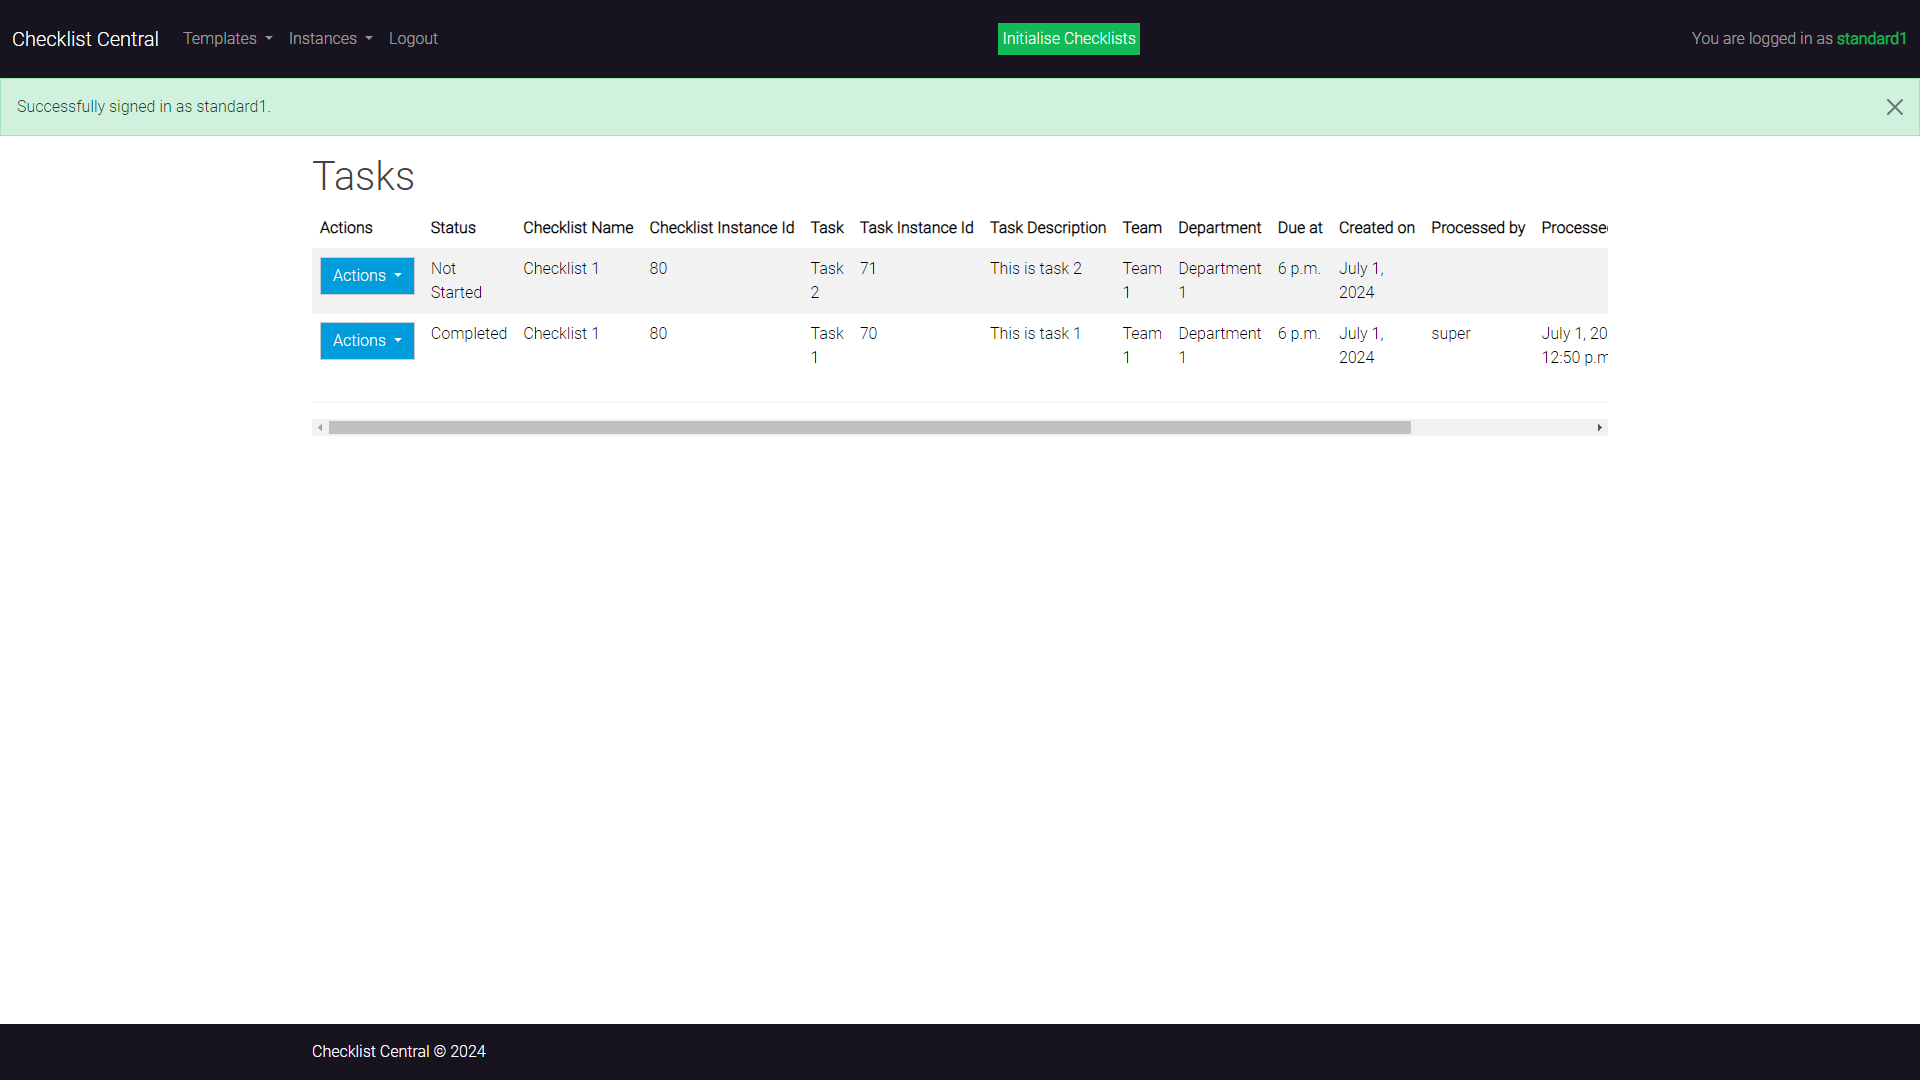 Checklist Central Templates Instances Logout Initialise Checklists You are logged in as standard1
Successfully signed in as standard1.
Tasks
Actions Status Checklist Name Checklist Instance Id Task Task Instance Id Task Description Team Department Due at Created on Processed by Processed
Actions Not Started Checklist 1 80 Task 2 71 This is task 2 Team 1 Department 1 6 p.m. July 1, 2024
Actions Completed Checklist 1 80 Task 1 70 This is task 1 Team 1 Department 1 6 p.m. July 1, 2024 super July 1, 20 12:50 p.m
Checklist Central © 2024